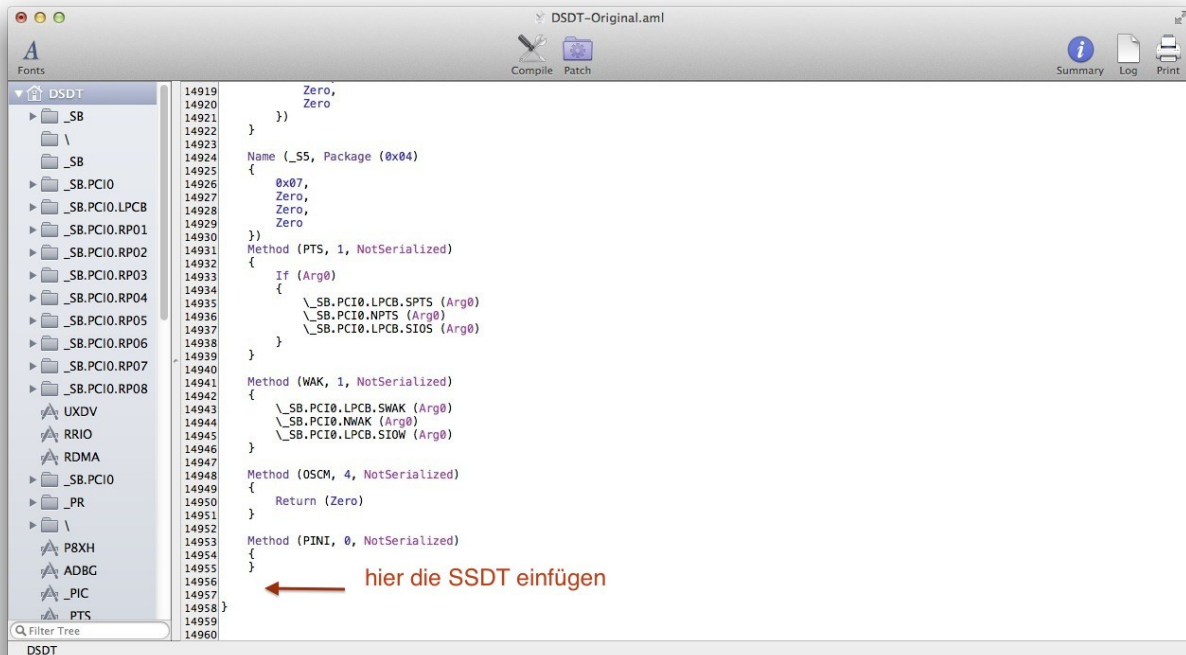 DSDT-Original.aml
A
Fonts
Compile
Patch
i
Summary
Log
Print
DSDT
_SB
\
_SB
_SB.PCI0
_SB.PCI0.LPCB
_SB.PCI0.RP01
_SB.PCI0.RP02
_SB.PCI0.RP03
_SB.PCI0.RP04
_SB.PCI0.RP05
_SB.PCI0.RP06
_SB.PCI0.RP07
_SB.PCI0.RP08
UXDV
RRIO
RDMA
_SB.PCI0
_PR
\
P8XH
ADBG
_PIC
_PTS
Filter Tree
DSDT
14919 Zero,
14920 Zero
14921 })
14922 }
14923
14924 Name (_S5, Package (0x04)
14925 {
14926 0x07,
14927 Zero,
14928 Zero,
14929 Zero
14930 })
14931 Method (PTS, 1, NotSerialized)
14932 {
14933 If (Arg0)
14934 {
14935 \_SB.PCI0.LPCB.SPTS (Arg0)
14936 \_SB.PCI0.NPTS (Arg0)
14937 \_SB.PCI0.LPCB.SIOS (Arg0)
14938 }
14939 }
14940
14941 Method (WAK, 1, NotSerialized)
14942 {
14943 \_SB.PCI0.LPCB.SWAK (Arg0)
14944 \_SB.PCI0.NWAK (Arg0)
14945 \_SB.PCI0.LPCB.SIOW (Arg0)
14946 }
14947
14948 Method (OSCM, 4, NotSerialized)
14949 {
14950 Return (Zero)
14951 }
14952
14953 Method (PINI, 0, NotSerialized)
14954 {
14955 }
14956 hier die SSDT einfügen
14957
14958 }
14959
14960